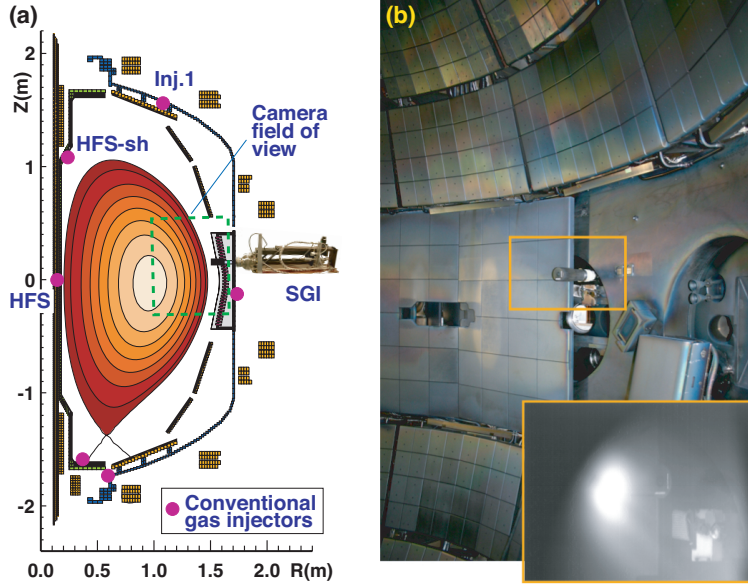 (a)
(b)
2
1
0
-1
-2
Z(m)
Inj.1
Camera
field of
view
HFS-sh
HFS
SGI
Conventional
gas injectors
0.0 0.5 1.0 1.5 2.0 R(m)